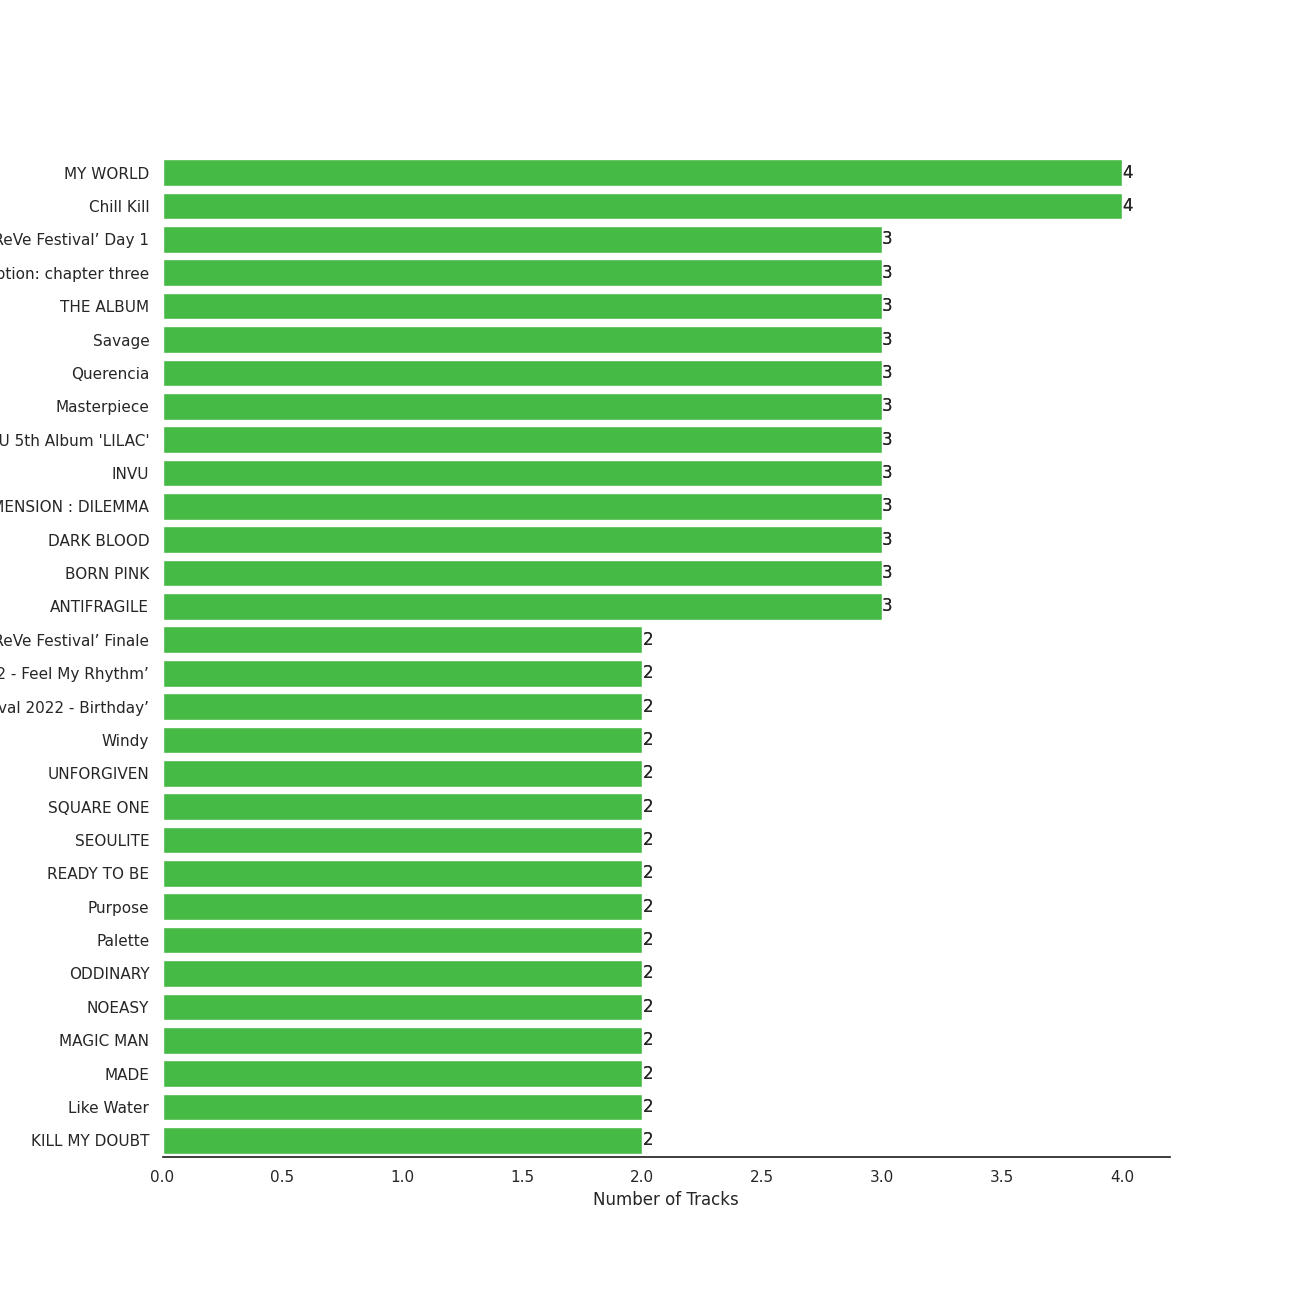 MY WORLD 4
Chill Kill 4
ReVe Festival’ Day 1 3
ption: chapter three 3
THE ALBUM 3
Savage 3
Querencia 3
Masterpiece 3
U 5th Album 'LILAC' 3
INVU 3
MENSION : DILEMMA 3
DARK BLOOD 3
BORN PINK 3
ANTIFRAGILE 3
ReVe Festival’ Finale 2
2 - Feel My Rhythm’ 2
val 2022 - Birthday’ 2
Windy 2
UNFORGIVEN 2
SQUARE ONE 2
SEOULITE 2
READY TO BE 2
Purpose 2
Palette 2
ODDINARY 2
NOEASY 2
MAGIC MAN 2
MADE 2
Like Water 2
KILL MY DOUBT 2
0.0 0.5 1.0 1.5 2.0 2.5 3.0 3.5 4.0
Number of Tracks